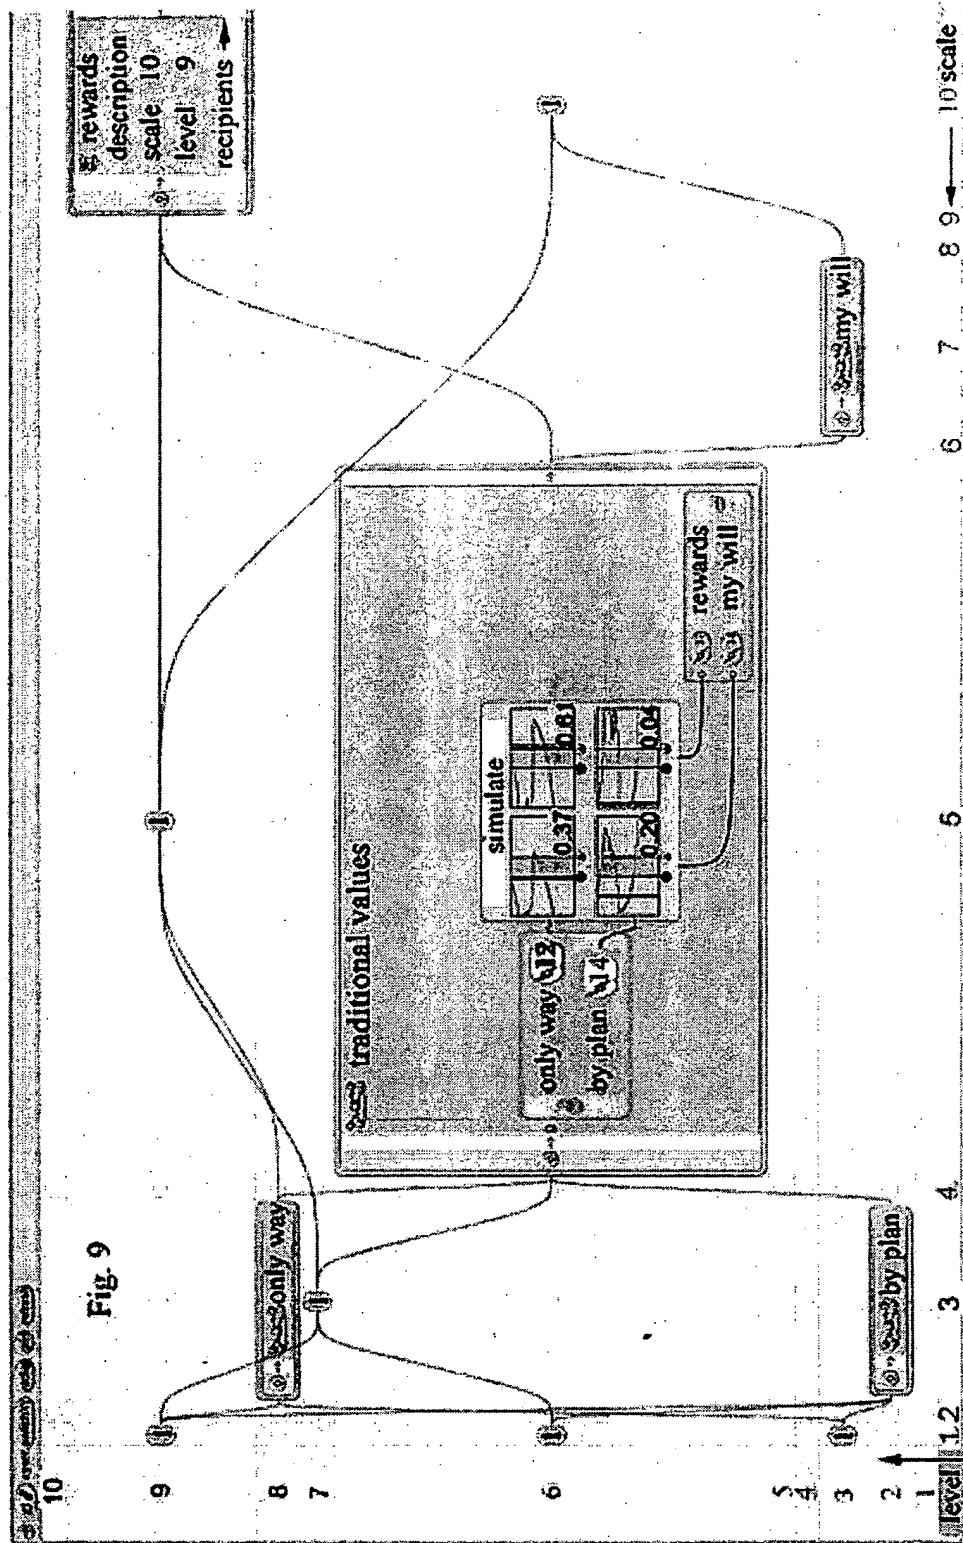 Fig. 9
10
9
8
7
6
5
4
3
2
1
level
1 2 3 4 5 6 7 8 9 10 scale
only way
by plan
traditional values
only way 12
by plan 14
simulate
0.37 0.61
0.20 0.04
rewards
my will
my will
rewards
description
scale 10
level 9
recipients